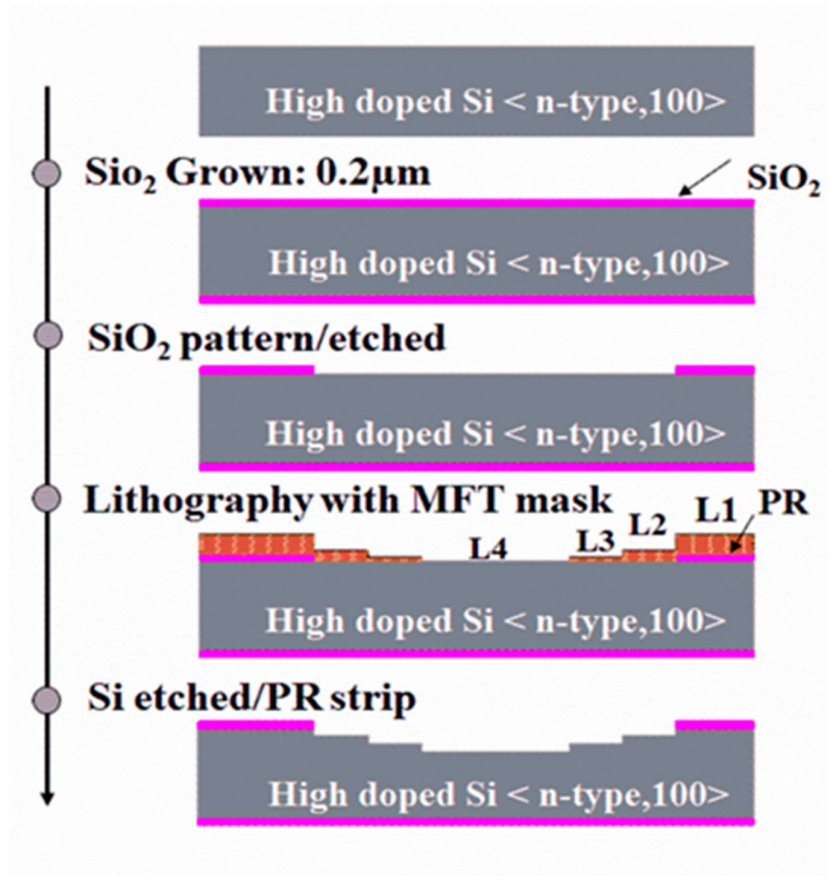 High doped Si < n-type,100>
Sio₂ Grown: 0.2μm
SiO₂
High doped Si < n-type,100>
SiO₂ pattern/etched
High doped Si < n-type,100>
Lithography with MFT mask
L1
PR
L2
L3
L4
High doped Si < n-type,100>
Si etched/PR strip
High doped Si < n-type,100>